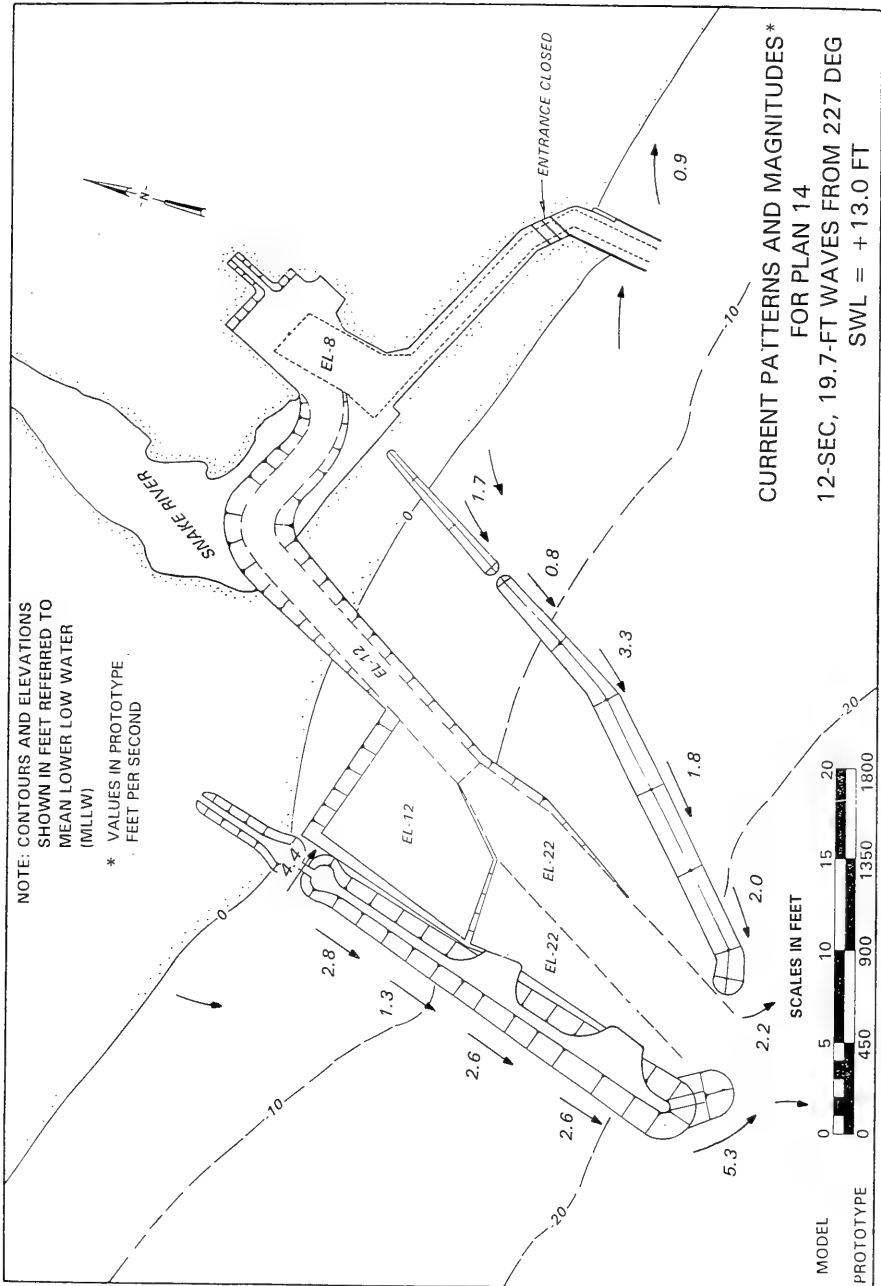 NOTE: CONTOURS AND ELEVATIONS
SHOWN IN FEET REFERRED TO
MEAN LOWER LOW WATER
(MLLW)
* VALUES IN PROTOTYPE
FEET PER SECOND
-N-
SNAKE RIVER
EL-8
ENTRANCE CLOSED
0
0
EL-12
EL-12
EL-22
EL-22
4.4
2.8
1.3
2.6
2.6
5.3
2.2
2.0
1.8
3.3
0.8
1.7
0.9
-10
-10
-20
-20
CURRENT PATTERNS AND MAGNITUDES*
FOR PLAN 14
12-SEC, 19.7-FT WAVES FROM 227 DEG
SWL = +13.0 FT
SCALES IN FEET
MODEL 0 5 10 15 20
PROTOTYPE 0 450 900 1350 1800